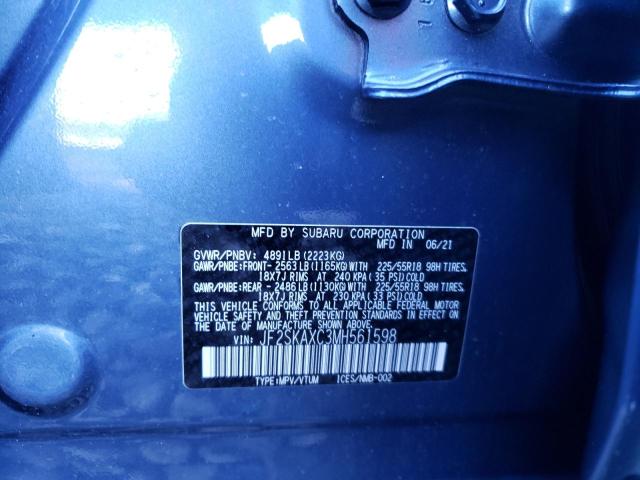 MFD BY SUBARU CORPORATION
MFD IN 06/21
GVWR/PNBV: 4891LB (2223KG)
GAWR/PNBE:FRONT- 2563LB(1165KG)WITH 225/55R18 98H TIRES,
18X7J RIMS AT 240 KPA(35 PSI)COLD
GAWR/PNBE:REAR - 2486LB(1130KG)WITH 225/55R18 98H TIRES,
18X7J RIMS AT 230 KPA(33 PSI)COLD
THIS VEHICLE CONFORMS TO ALL APPLICABLE FEDERAL MOTOR
VEHICLE SAFETY AND THEFT PREVENTION STANDARDS IN EFFECT ON
THE DATE OF MANUFACTURE SHOWN ABOVE.
VIN: JF2SKAXC3MH561598
TYPE:MPV/VTUM ICES/NMB-002